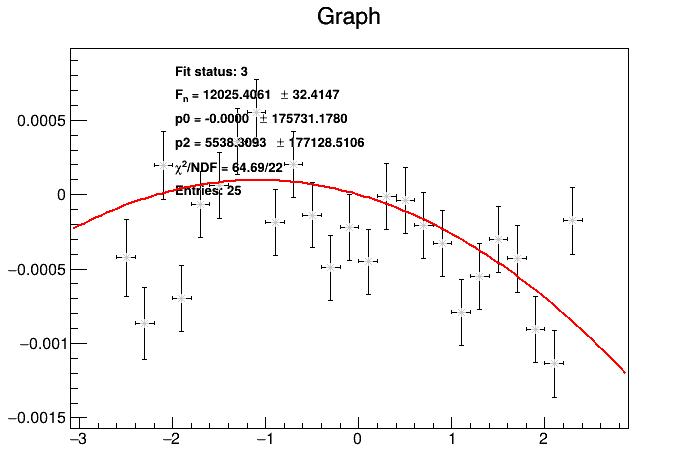 Graph
Fit status: 3
Fn = 12025.4061 ± 32.4147
p0 = -0.0000 ± 175731.1780
p2 = 5538.3093 ± 177128.5106
χ²/NDF = 64.69/22
Entries: 25
0.0005
0
−0.0005
−0.001
−0.0015
−3 −2 −1 0 1 2